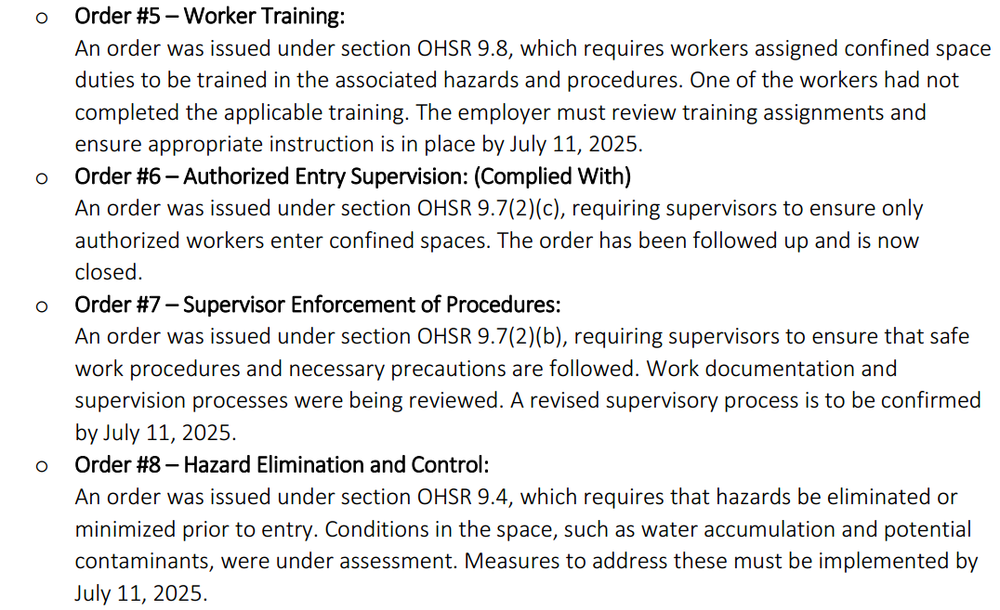 o Order #5 – Worker Training:
An order was issued under section OHSR 9.8, which requires workers assigned confined space
duties to be trained in the associated hazards and procedures. One of the workers had not
completed the applicable training. The employer must review training assignments and
ensure appropriate instruction is in place by July 11, 2025.
o Order #6 – Authorized Entry Supervision: (Complied With)
An order was issued under section OHSR 9.7(2)(c), requiring supervisors to ensure only
authorized workers enter confined spaces. The order has been followed up and is now
closed.
o Order #7 – Supervisor Enforcement of Procedures:
An order was issued under section OHSR 9.7(2)(b), requiring supervisors to ensure that safe
work procedures and necessary precautions are followed. Work documentation and
supervision processes were being reviewed. A revised supervisory process is to be confirmed
by July 11, 2025.
o Order #8 – Hazard Elimination and Control:
An order was issued under section OHSR 9.4, which requires that hazards be eliminated or
minimized prior to entry. Conditions in the space, such as water accumulation and potential
contaminants, were under assessment. Measures to address these must be implemented by
July 11, 2025.